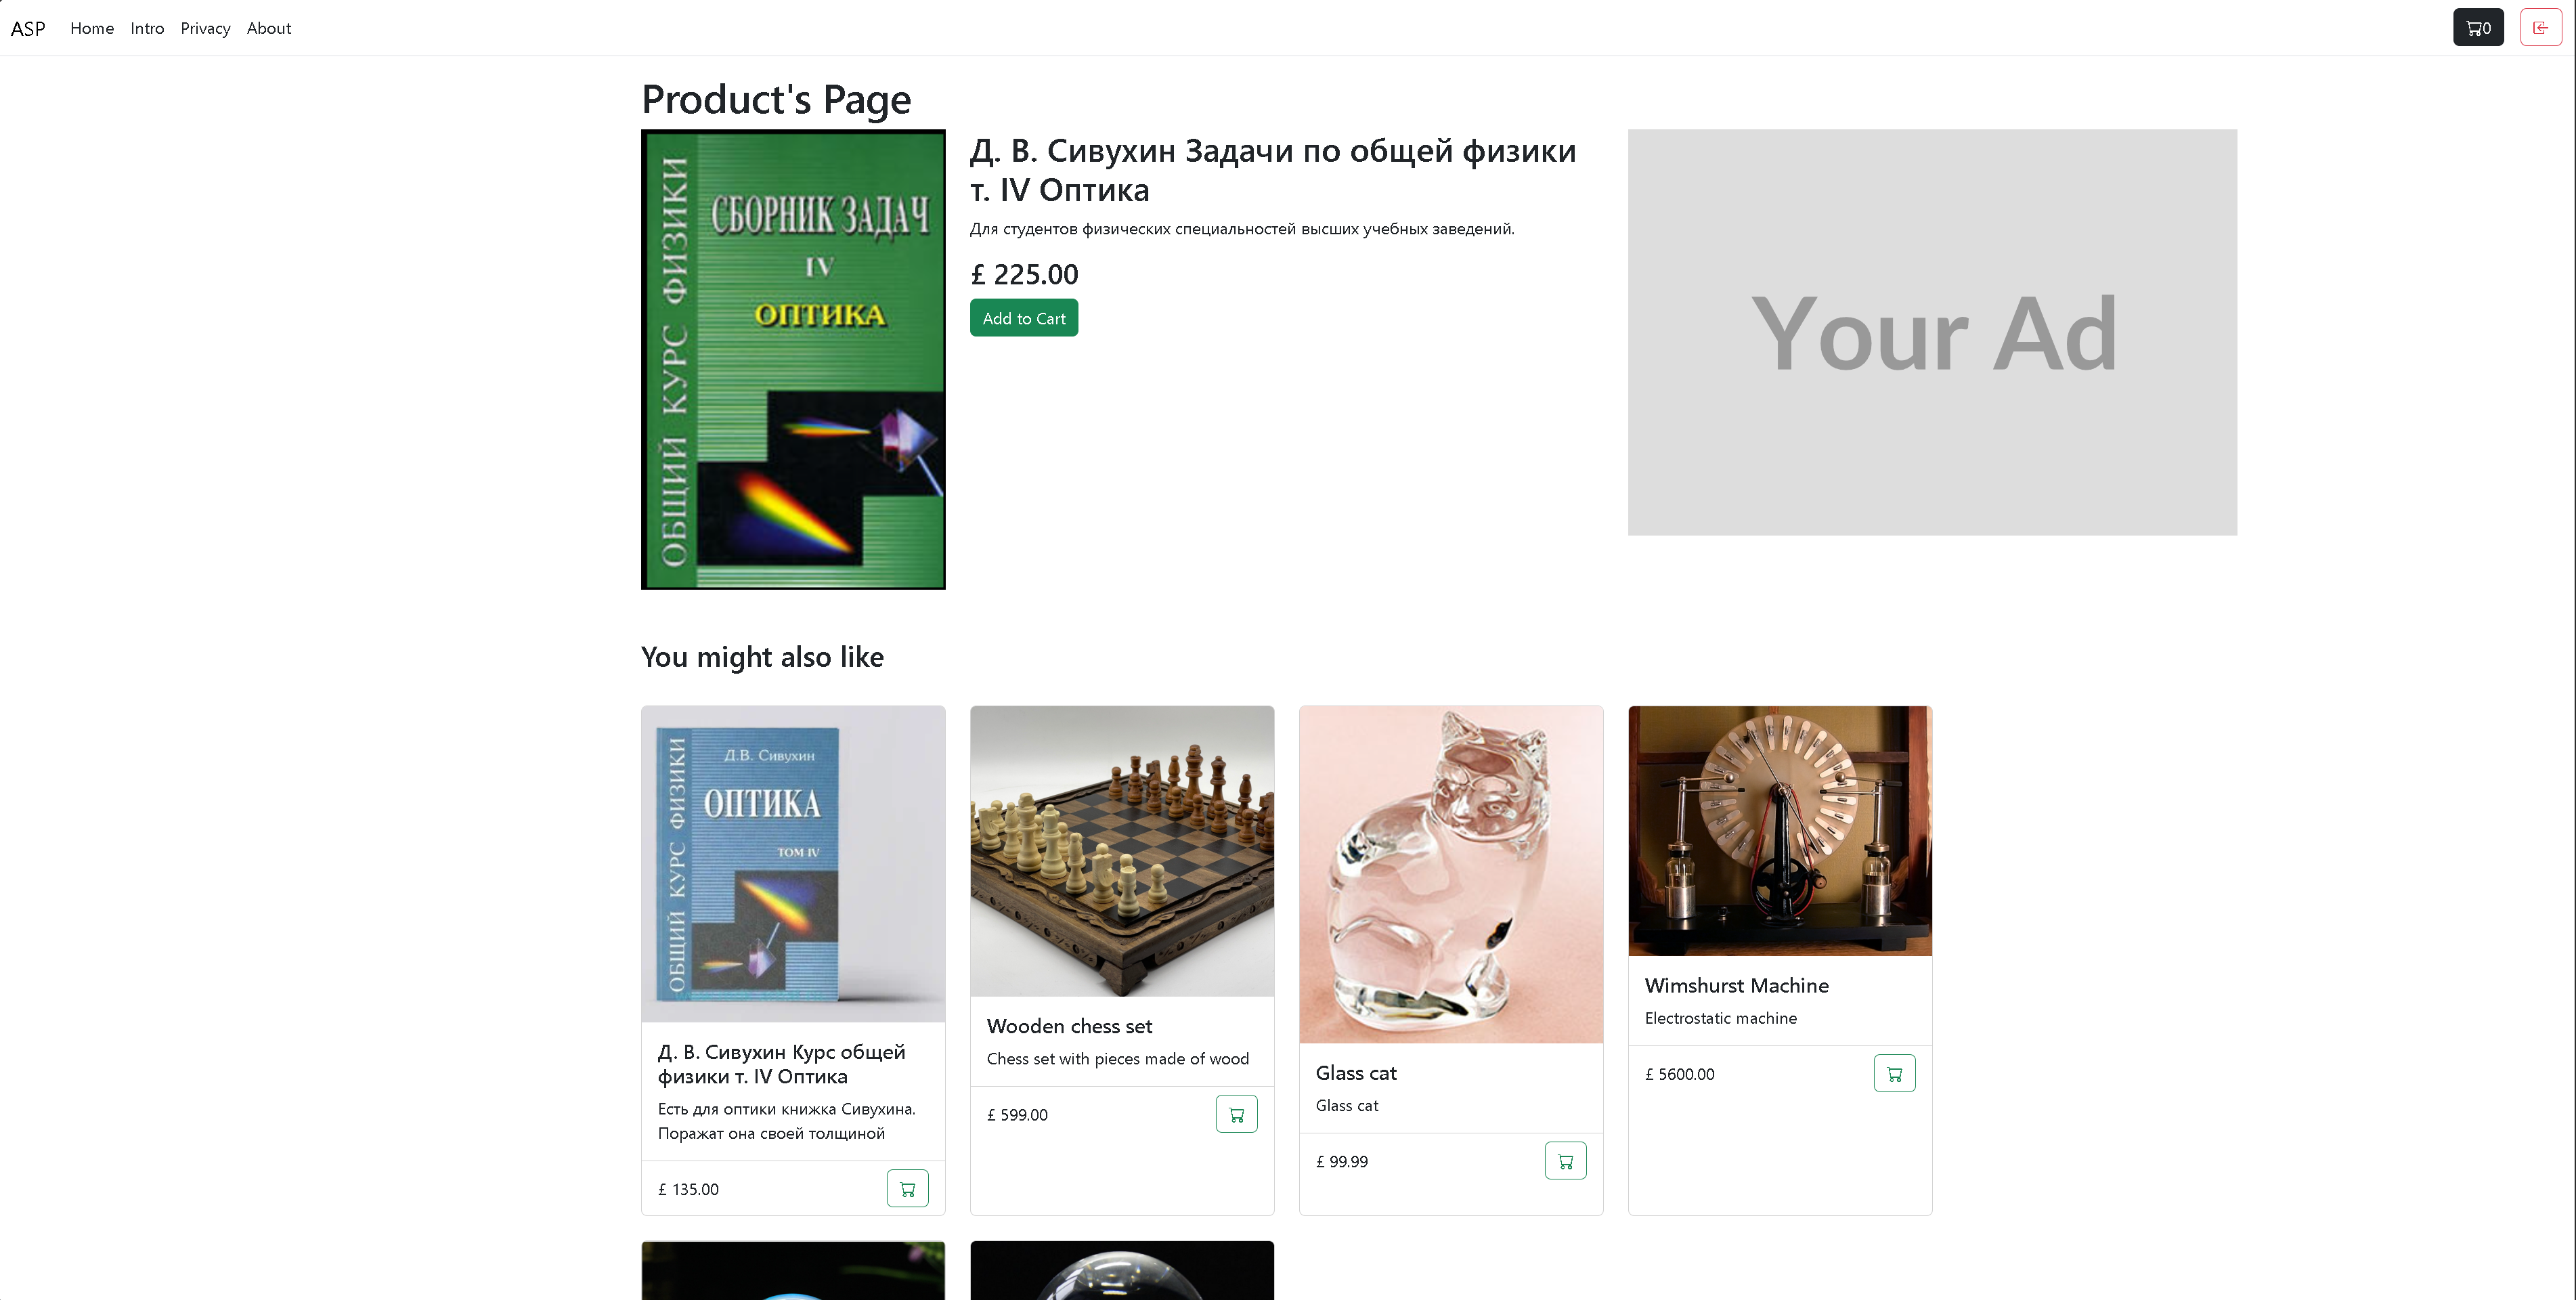 ASP Home Intro Privacy About 0
Product's Page
ОБЩИЙ КУРС ФИЗИКИ
СБОРНИК ЗАДАЧ
IV
ОПТИКА
Д. В. Сивухин Задачи по общей физики
т. IV Оптика
Для студентов физических специальностей высших учебных заведений.
£ 225.00
Add to Cart
Your Ad
You might also like
ОБЩИЙ КУРС ФИЗИКИ
Д.В. Сивухин
ОПТИКА
ТОМ IV
Д. В. Сивухин Курс общей
физики т. IV Оптика
Есть для оптики книжка Сивухина.
Поражат она своей толщиной
£ 135.00
Wooden chess set
Chess set with pieces made of wood
£ 599.00
Glass cat
Glass cat
£ 99.99
Wimshurst Machine
Electrostatic machine
£ 5600.00